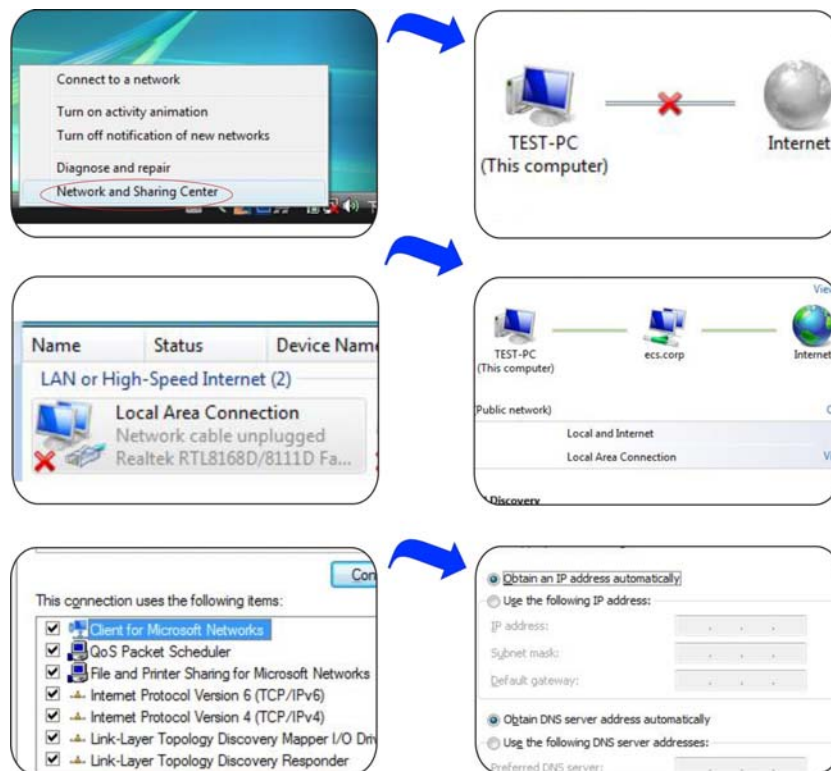 Connect to a network
Turn on activity animation
Turn off notification of new networks
Diagnose and repair
Network and Sharing Center
TEST-PC
(This computer)
Internet
Name Status Device Name
LAN or High-Speed Internet (2)
Local Area Connection
Network cable unplugged
Realtek RTL8168D/8111D Fa...
TEST-PC
(This computer)
ecs.corp
Internet
(Public network)
Local and Internet
Local Area Connection
Discovery
This connection uses the following items:
Client for Microsoft Networks
QoS Packet Scheduler
File and Printer Sharing for Microsoft Networks
Internet Protocol Version 6 (TCP/IPv6)
Internet Protocol Version 4 (TCP/IPv4)
Link-Layer Topology Discovery Mapper I/O Driv
Link-Layer Topology Discovery Responder
Obtain an IP address automatically
Use the following IP address:
IP address:
Subnet mask:
Default gateway:
Obtain DNS server address automatically
Use the following DNS server addresses:
Preferred DNS server: